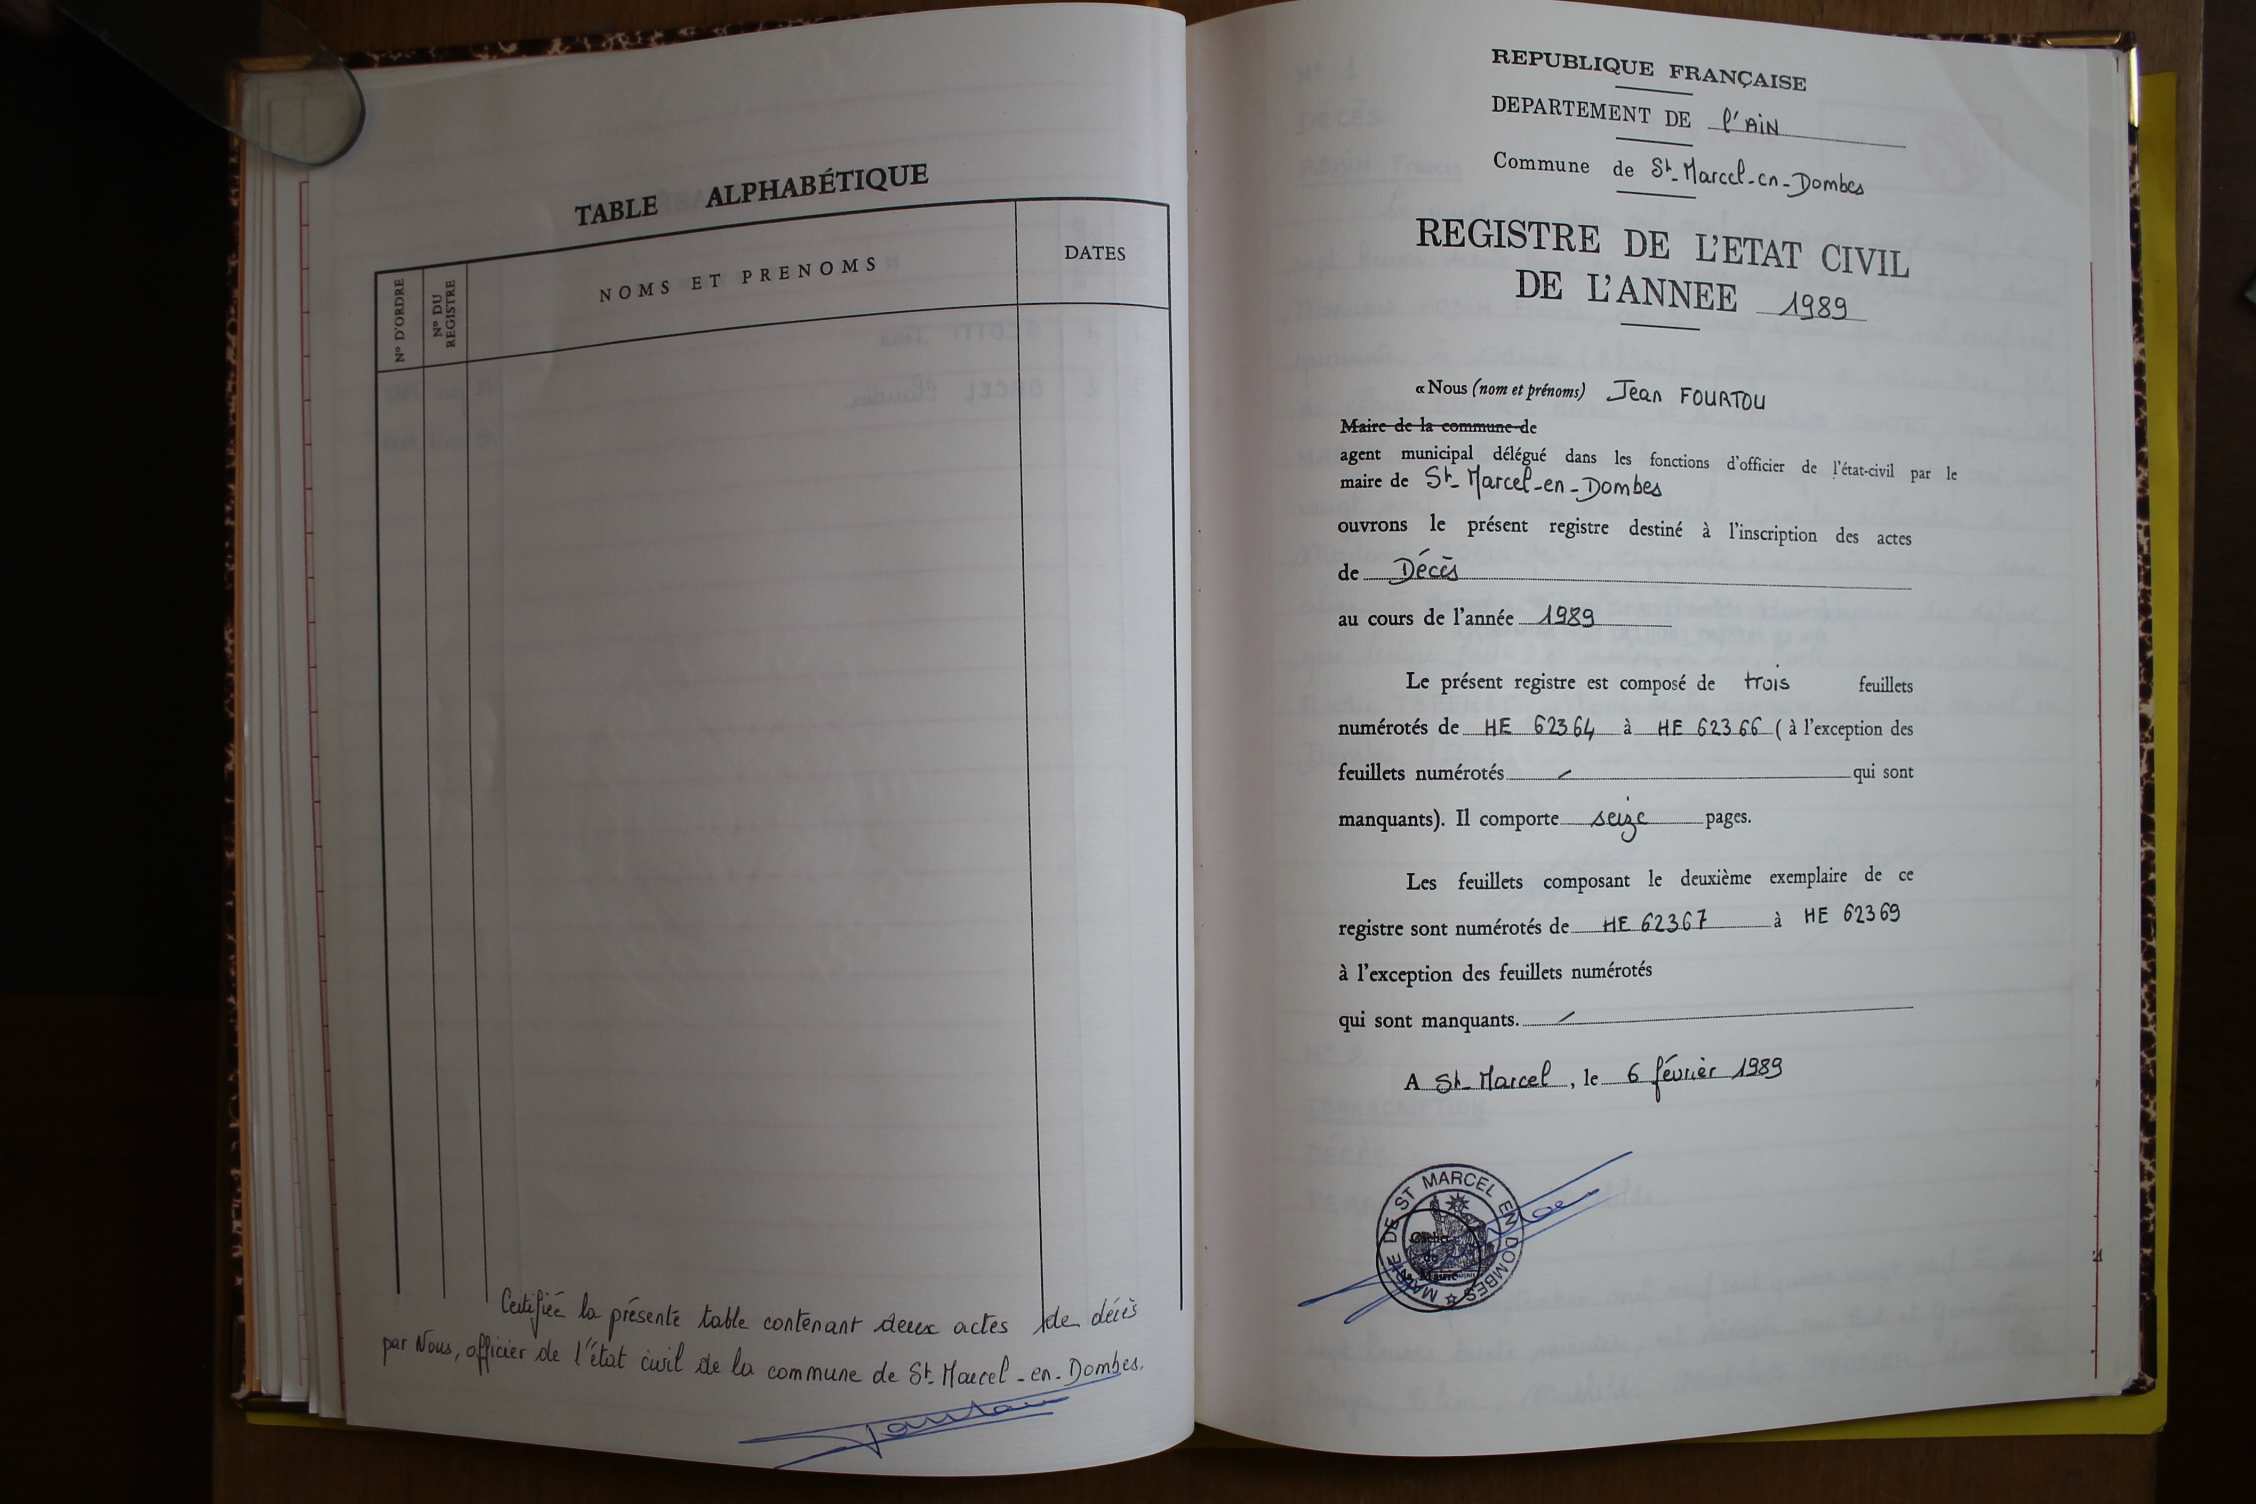 TABLE ALPHABÉTIQUE
N° D'ORDRE
N° DU REGISTRE
NOMS ET PRENOMS
DATES
Certifiée la présente table contenant deux actes de décès
par Nous, officier de l'état civil de la commune de St-Marcel-en-Dombes.
REPUBLIQUE FRANÇAISE
DEPARTEMENT DE l'AIN
Commune de St-Marcel-en-Dombes
REGISTRE DE L'ETAT CIVIL
DE L'ANNEE 1989
« Nous (nom et prénoms) Jean FOURTOU
Maire de la commune de
agent municipal délégué dans les fonctions d'officier de l'état-civil par le
maire de St-Marcel-en-Dombes
ouvrons le présent registre destiné à l'inscription des actes
de Décès
au cours de l'année 1989
Le présent registre est composé de trois feuillets
numérotés de HE 62364 à HE 62366 (à l'exception des
feuillets numérotés qui sont
manquants). Il comporte seize pages.
Les feuillets composant le deuxième exemplaire de ce
registre sont numérotés de HE 62367 à HE 62369
à l'exception des feuillets numérotés
qui sont manquants.
A St-Marcel, le 6 février 1989
MAIRIE DE ST MARCEL EN DOMBES